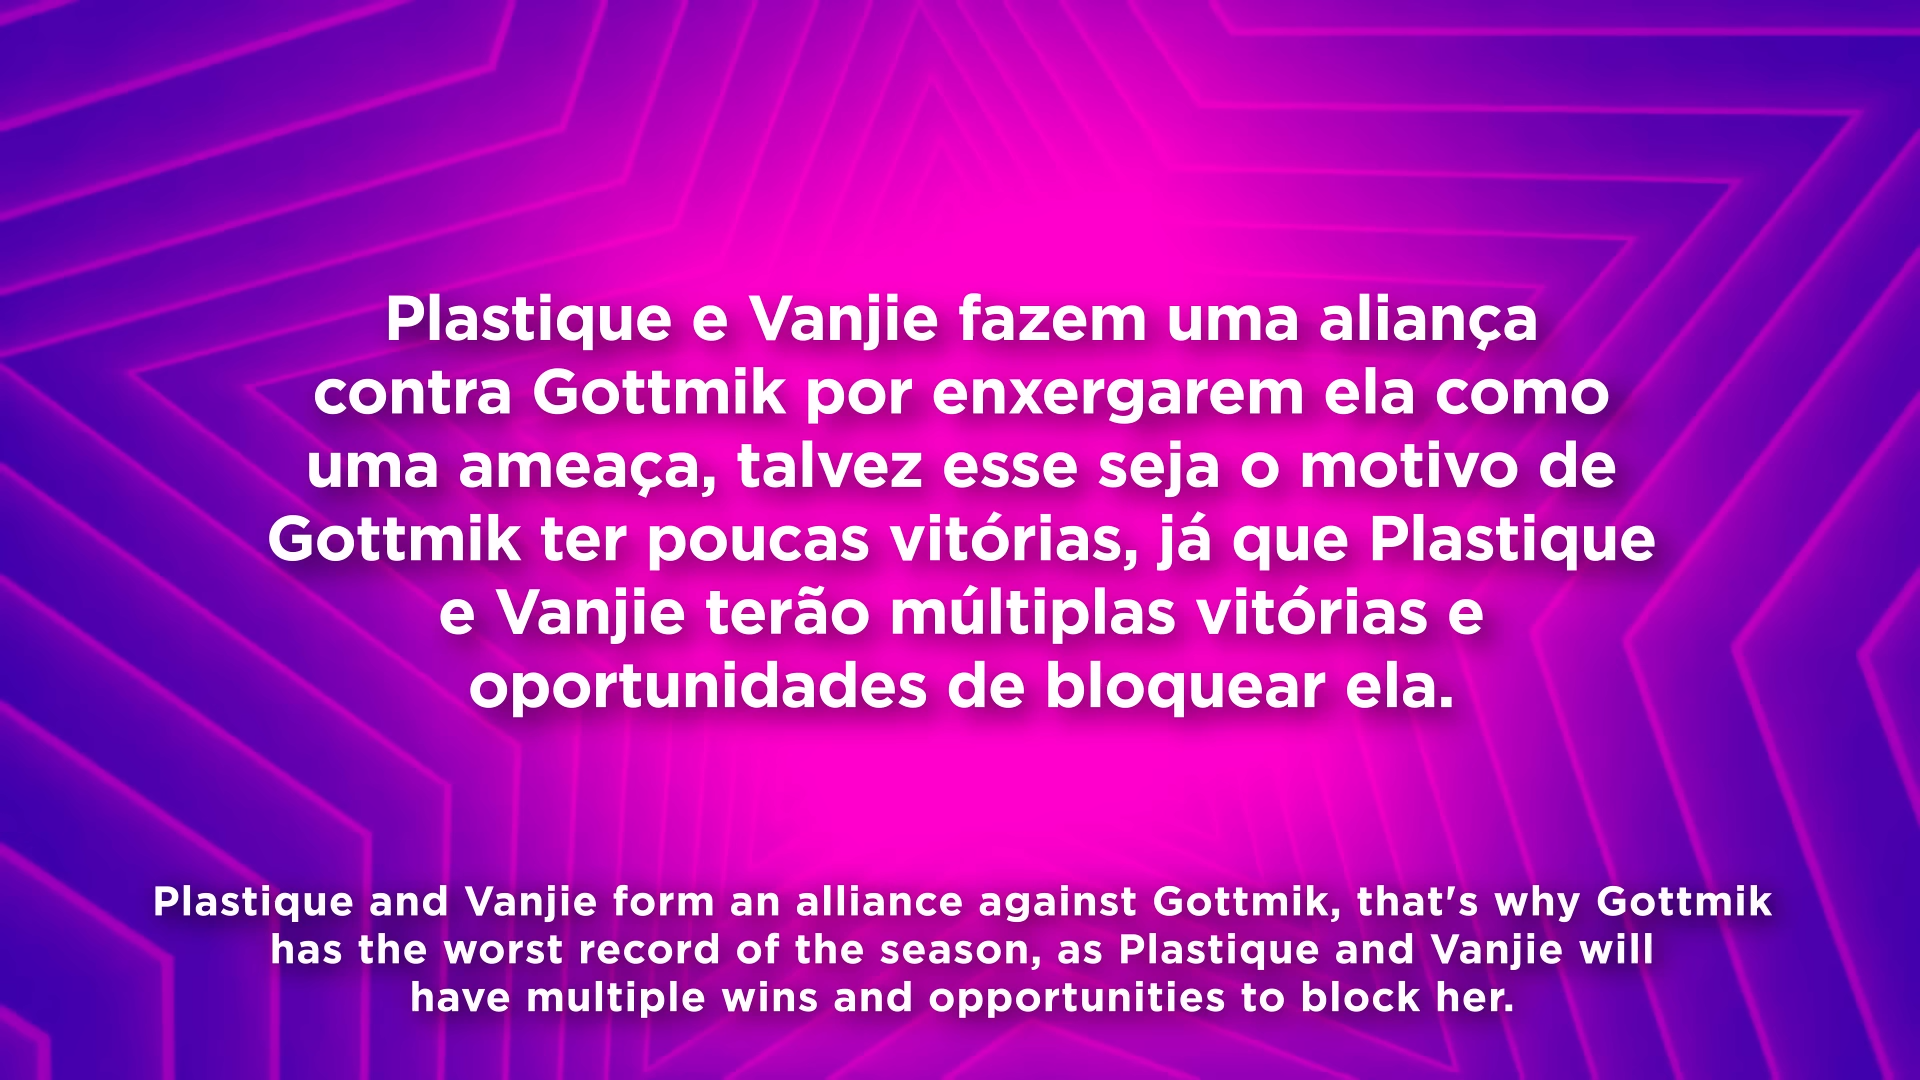 Plastique e Vanjie fazem uma aliança
contra Gottmik por enxergarem ela como
uma ameaça, talvez esse seja o motivo de
Gottmik ter poucas vitórias, já que Plastique
e Vanjie terão múltiplas vitórias e
oportunidades de bloquear ela.
Plastique and Vanjie form an alliance against Gottmik, that's why Gottmik
has the worst record of the season, as Plastique and Vanjie will
have multiple wins and opportunities to block her.